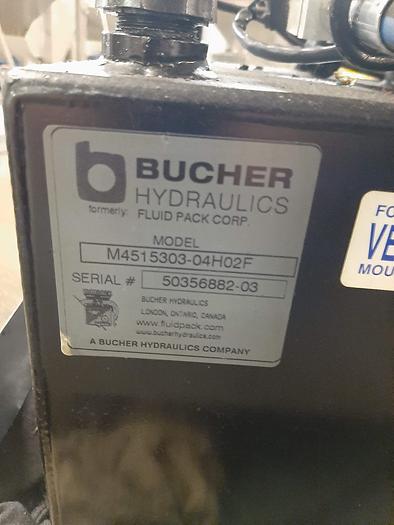 BUCHER
HYDRAULICS
formerly: FLUID PACK CORP.
MODEL
M4515303-04H02F
SERIAL # 50356882-03
BUCHER HYDRAULICS
LONDON, ONTARIO, CANADA
www.fluidpack.com
www.bucherhydraulics.com
A BUCHER HYDRAULICS COMPANY
FO
VE
MOU